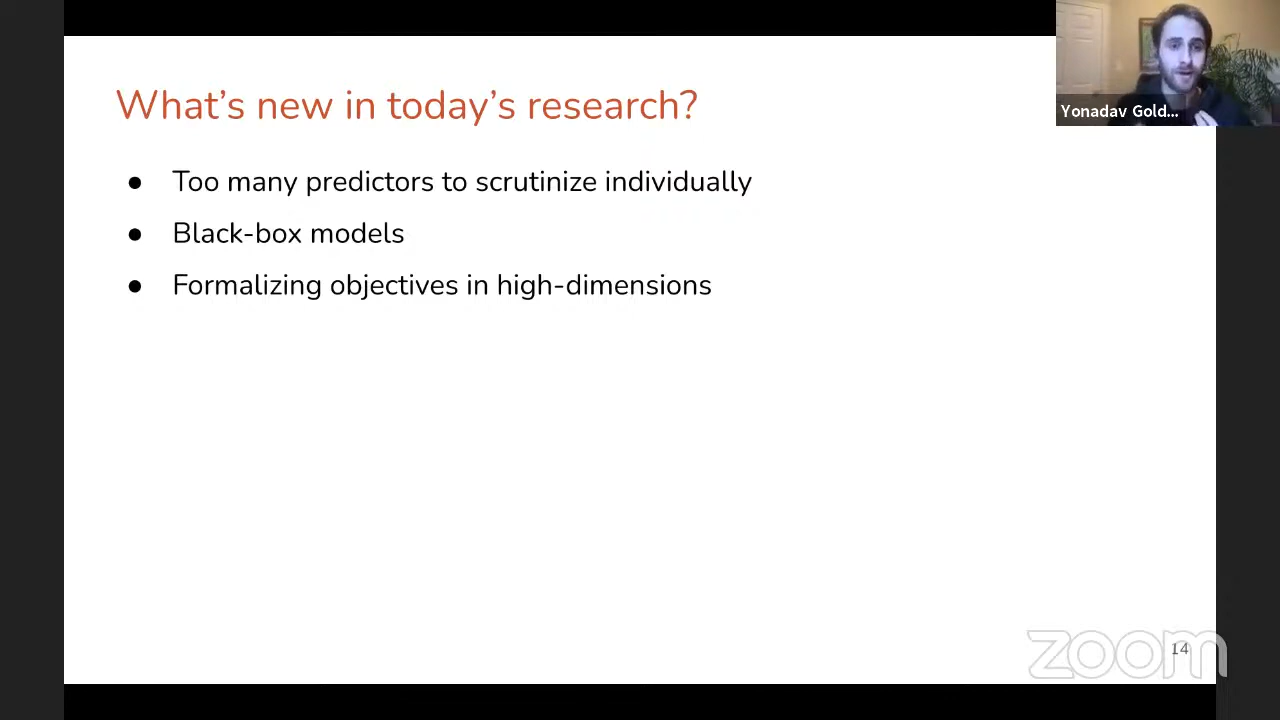 What's new in today's research?
● Too many predictors to scrutinize individually
● Black-box models
● Formalizing objectives in high-dimensions
Yonadav Gold...
zoom
14